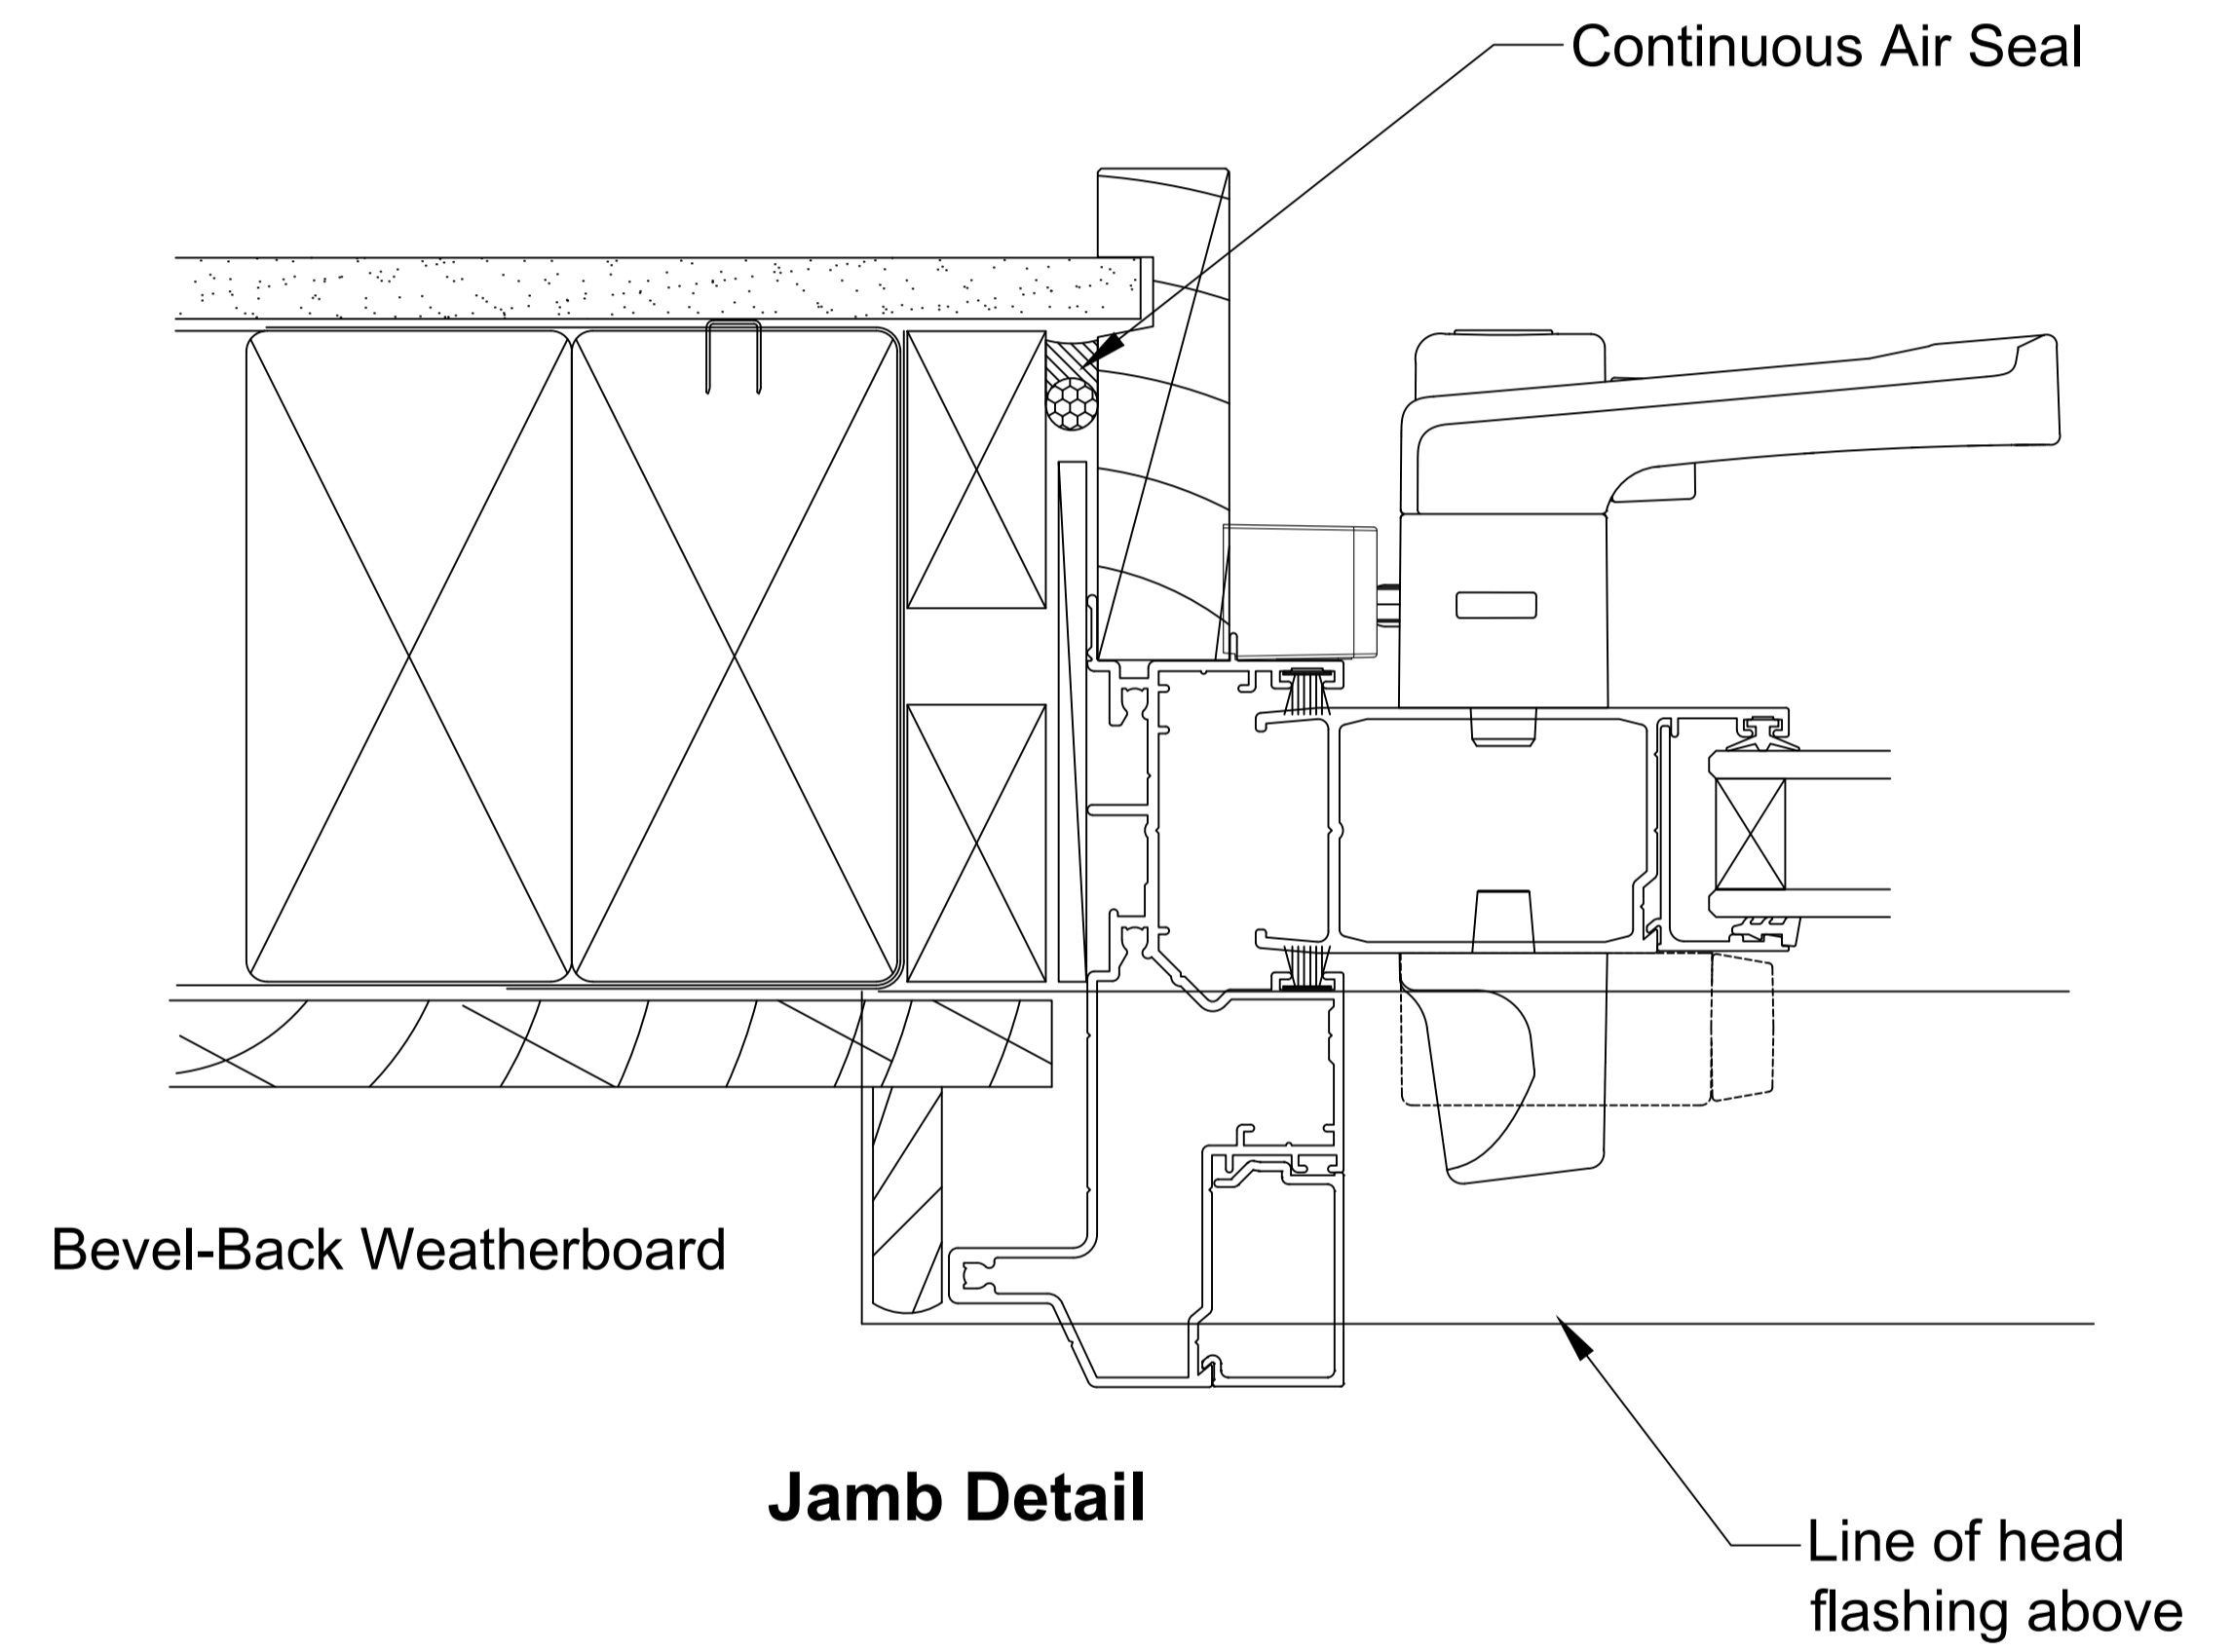 Continuous Air Seal
Bevel-Back Weatherboard
Jamb Detail
Line of head
flashing above